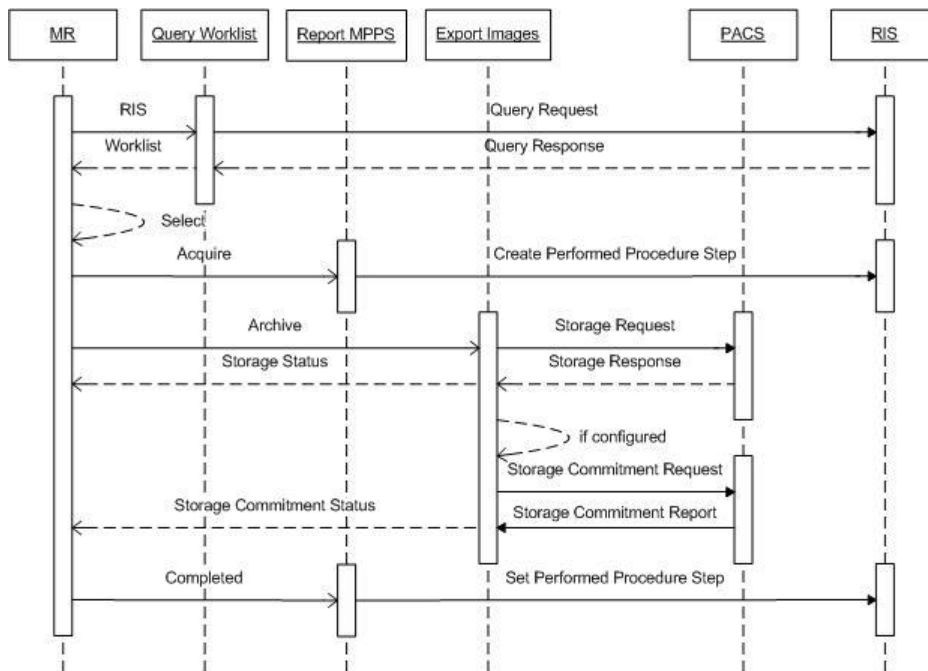 MR
Query Worklist
Report MPPS
Export Images
PACS
RIS
RIS
Query Request
Worklist
Query Response
Select
Acquire
Create Performed Procedure Step
Archive
Storage Request
Storage Status
Storage Response
if configured
Storage Commitment Request
Storage Commitment Status
Storage Commitment Report
Completed
Set Performed Procedure Step